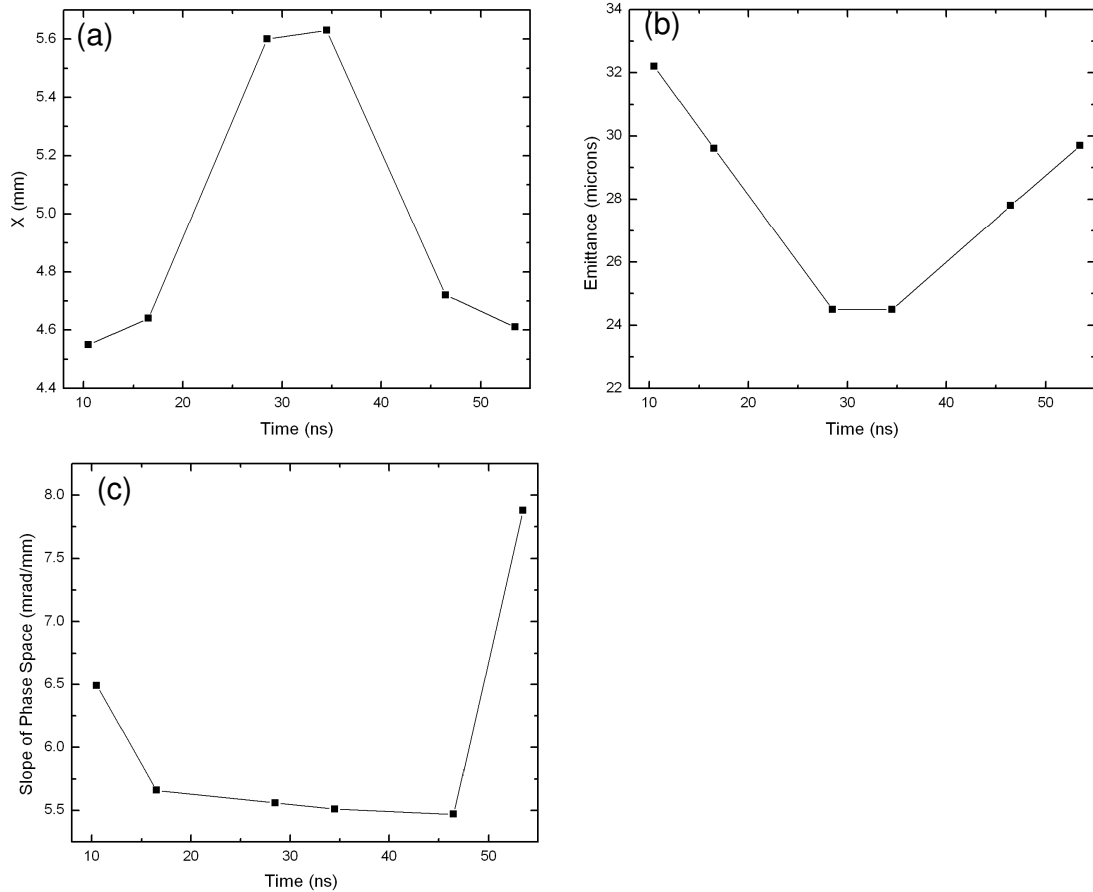 (a)
X (mm)
5.6
5.4
5.2
5.0
4.8
4.6
4.4
10 20 30 40 50
Time (ns)
(b)
Emittance (microns)
34
32
30
28
26
24
22
10 20 30 40 50
Time (ns)
(c)
Slope of Phase Space (mrad/mm)
8.0
7.5
7.0
6.5
6.0
5.5
10 20 30 40 50
Time (ns)